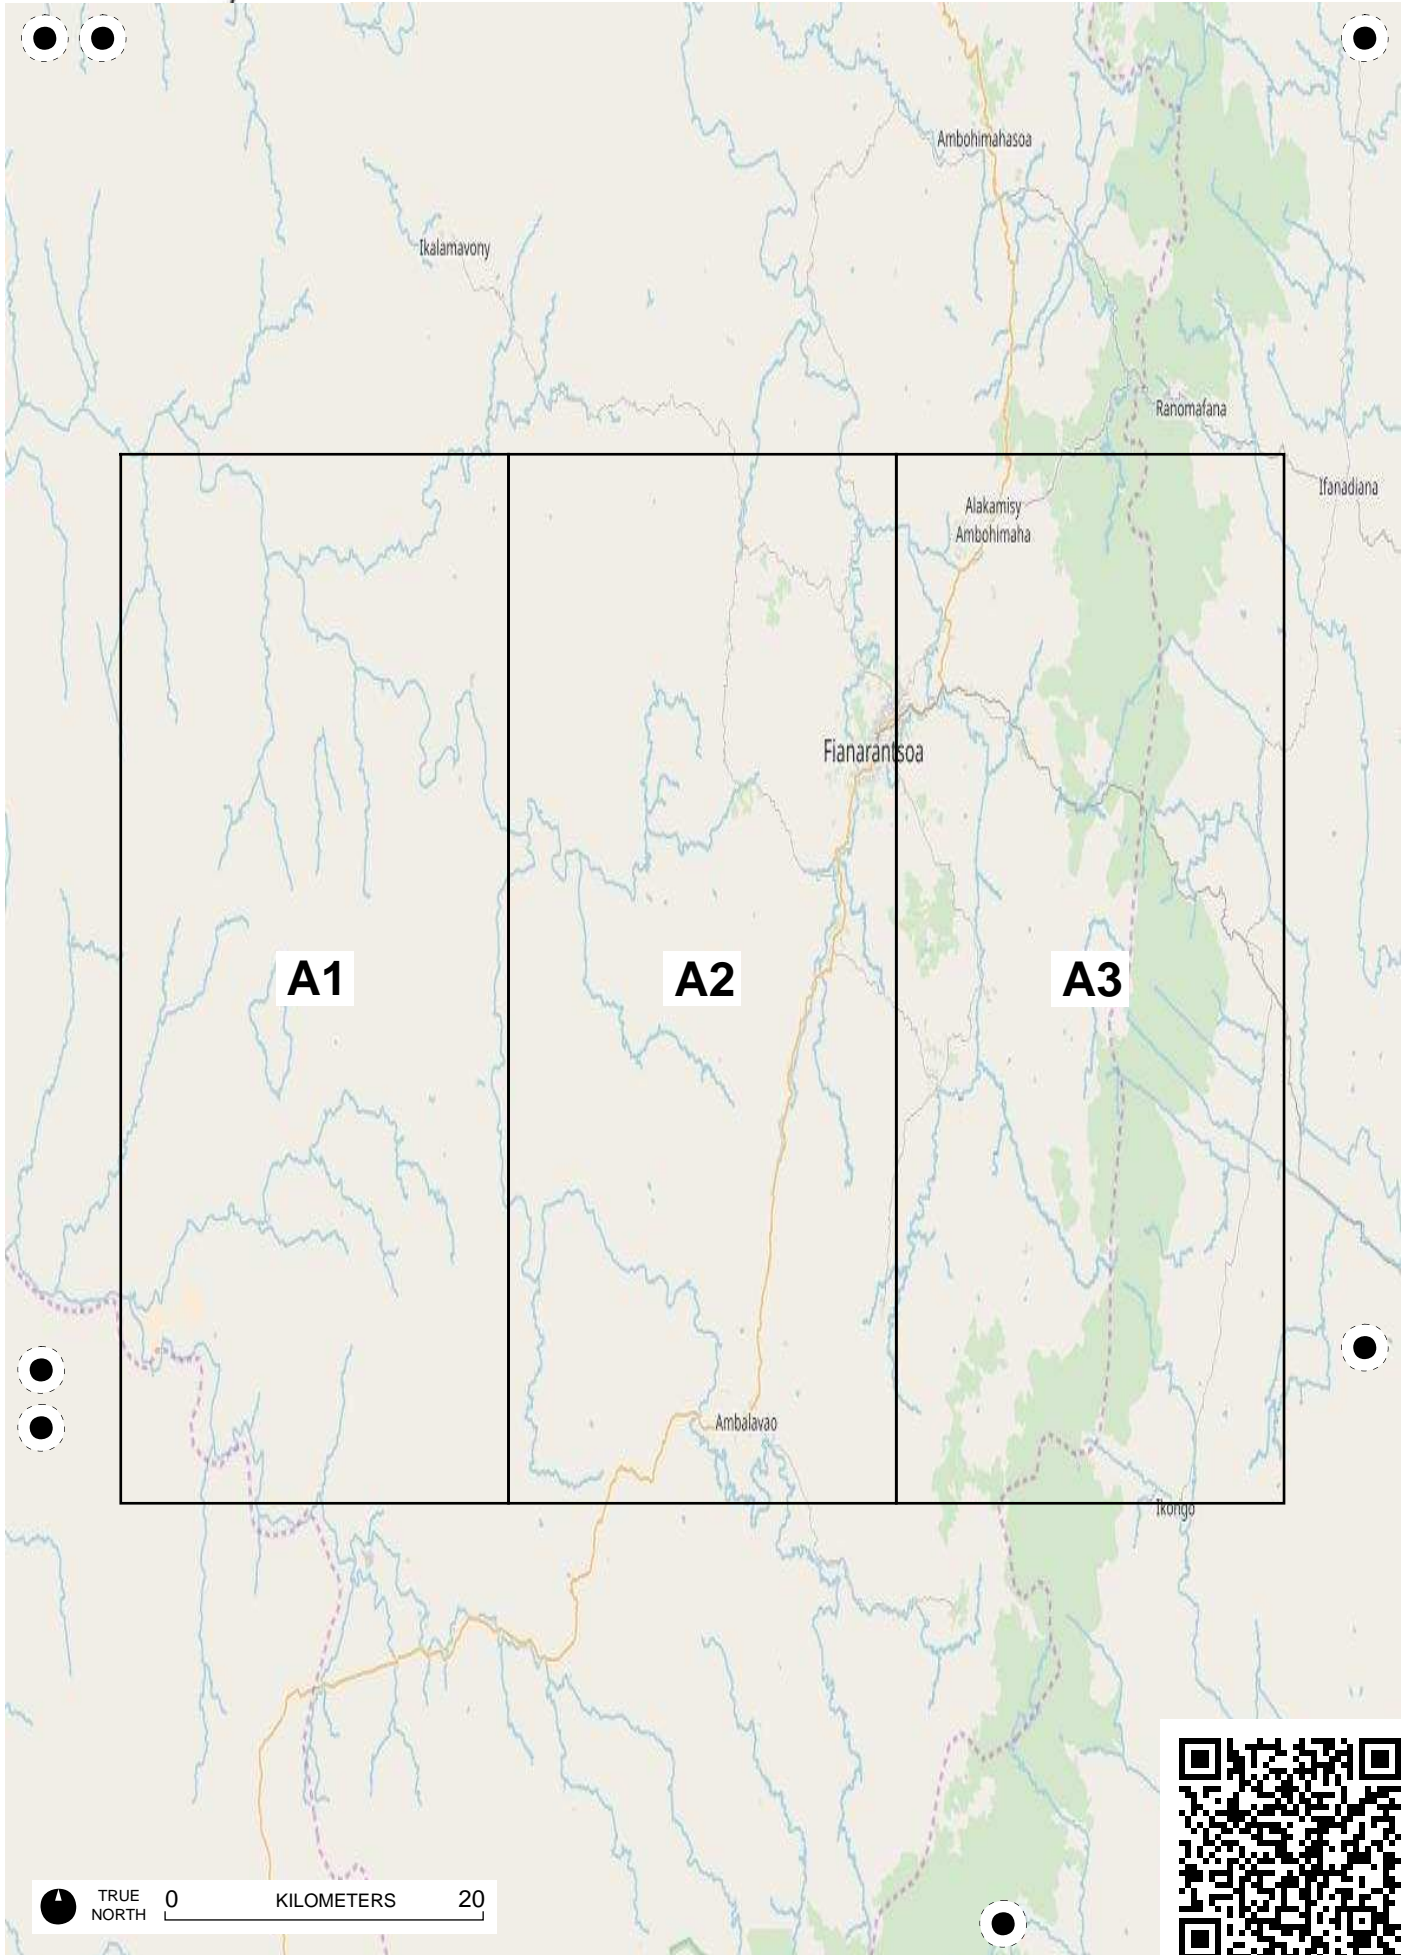 Ambohimahasoa
Ikalamavony
Ranomafana
Ifanadiana
Alakamisy
Ambohimaha
Fianarantsoa
A1
A2
A3
Ambalavao
Ikongo
TRUE
NORTH
0 KILOMETERS 20